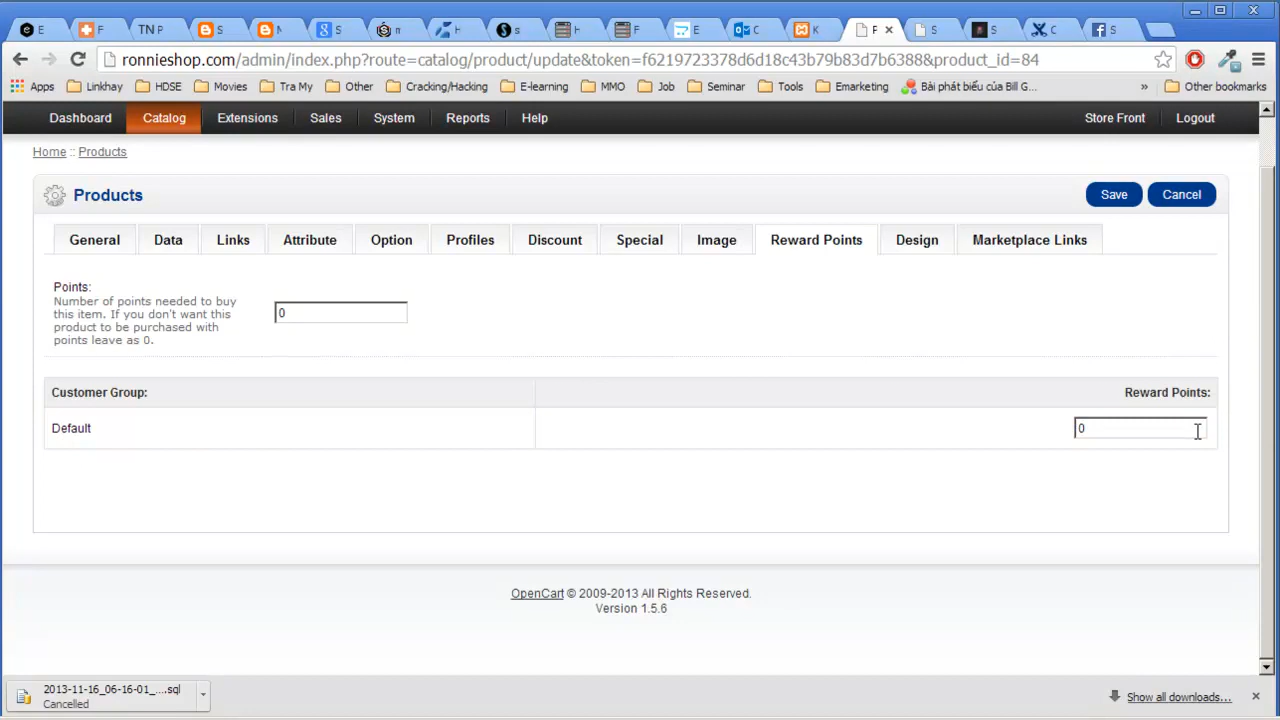 E
F
TN P
S
N
S
n
H
s
H
F
E
C
K
F
S
S
C
S
ronnieshop.com/admin/index.php?route=catalog/product/update&token=f6219723378d6d18c43b79b83d7b6388&product_id=84
Apps Linkhay HDSE Movies Tra My Other Cracking/Hacking E-learning MMO Job Seminar Tools Emarketing Bài phát biểu của Bill G... » Other bookmarks
Dashboard Catalog Extensions Sales System Reports Help Store Front Logout
Home :: Products
Products Save Cancel
General Data Links Attribute Option Profiles Discount Special Image Reward Points Design Marketplace Links
Points:
Number of points needed to buy
this item. If you don't want this
product to be purchased with
points leave as 0.
0
Customer Group: Reward Points:
Default 0
OpenCart © 2009-2013 All Rights Reserved.
Version 1.5.6
2013-11-16_06-16-01_....sql
Cancelled
Show all downloads...